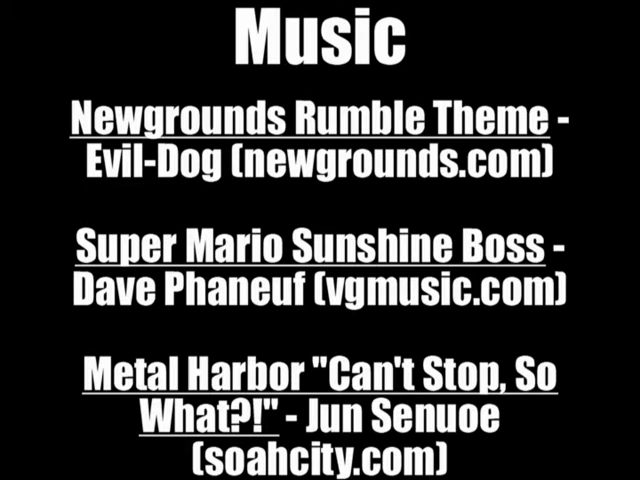 Music
Newgrounds Rumble Theme -
Evil-Dog (newgrounds.com)
Super Mario Sunshine Boss -
Dave Phaneuf (vgmusic.com)
Metal Harbor "Can't Stop, So
What?!" - Jun Senuoe
(soahcity.com)